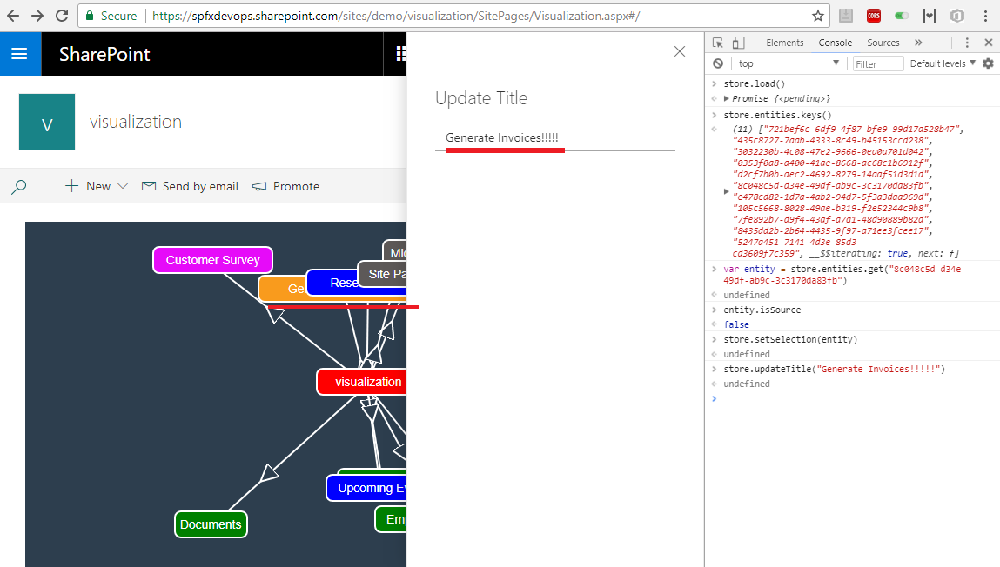 Secure
https://spfxdevops.sharepoint.com/sites/demo/visualization/SitePages/Visualization.aspx#/
CORS
SharePoint
V
visualization
New
Send by email
Promote
Customer Survey
Mic
Site Pa
Rese
Ge
visualization
Upcoming Ev
Emp
Documents
Update Title
Generate Invoices!!!!!
Elements
Console
Sources
top
Filter
Default levels
store.load()
Promise {<pending>}
store.entities.keys()
(11) ["721bef6c-6df9-4f87-bfe9-99d17a528b47",
"435c8727-7aab-4333-8c49-b45153ccd238",
"3032230b-4c08-47e2-9666-0ea0a701d042",
"0353f0a8-a400-41ae-8668-ac68c1b6912f",
"d2cf7b0b-aec2-4692-8279-14aaf51d3d1d",
"8c048c5d-d34e-49df-ab9c-3c3170da83fb",
"e478cd82-1d7a-4ab2-94d7-5f3a3daa969d",
"105c5668-8028-49ae-b319-f2e52344c9b8",
"7fe892b7-d9f4-43af-a7a1-48d90889b82d",
"8435dd2b-2b64-4435-9f97-a71ee3fcee17",
"5247a451-7141-4d3e-85d3-
cd3609f7c359", __$$iterating: true, next: ƒ]
var entity = store.entities.get("8c048c5d-d34e-
49df-ab9c-3c3170da83fb")
undefined
entity.isSource
false
store.setSelection(entity)
undefined
store.updateTitle("Generate Invoices!!!!!")
undefined